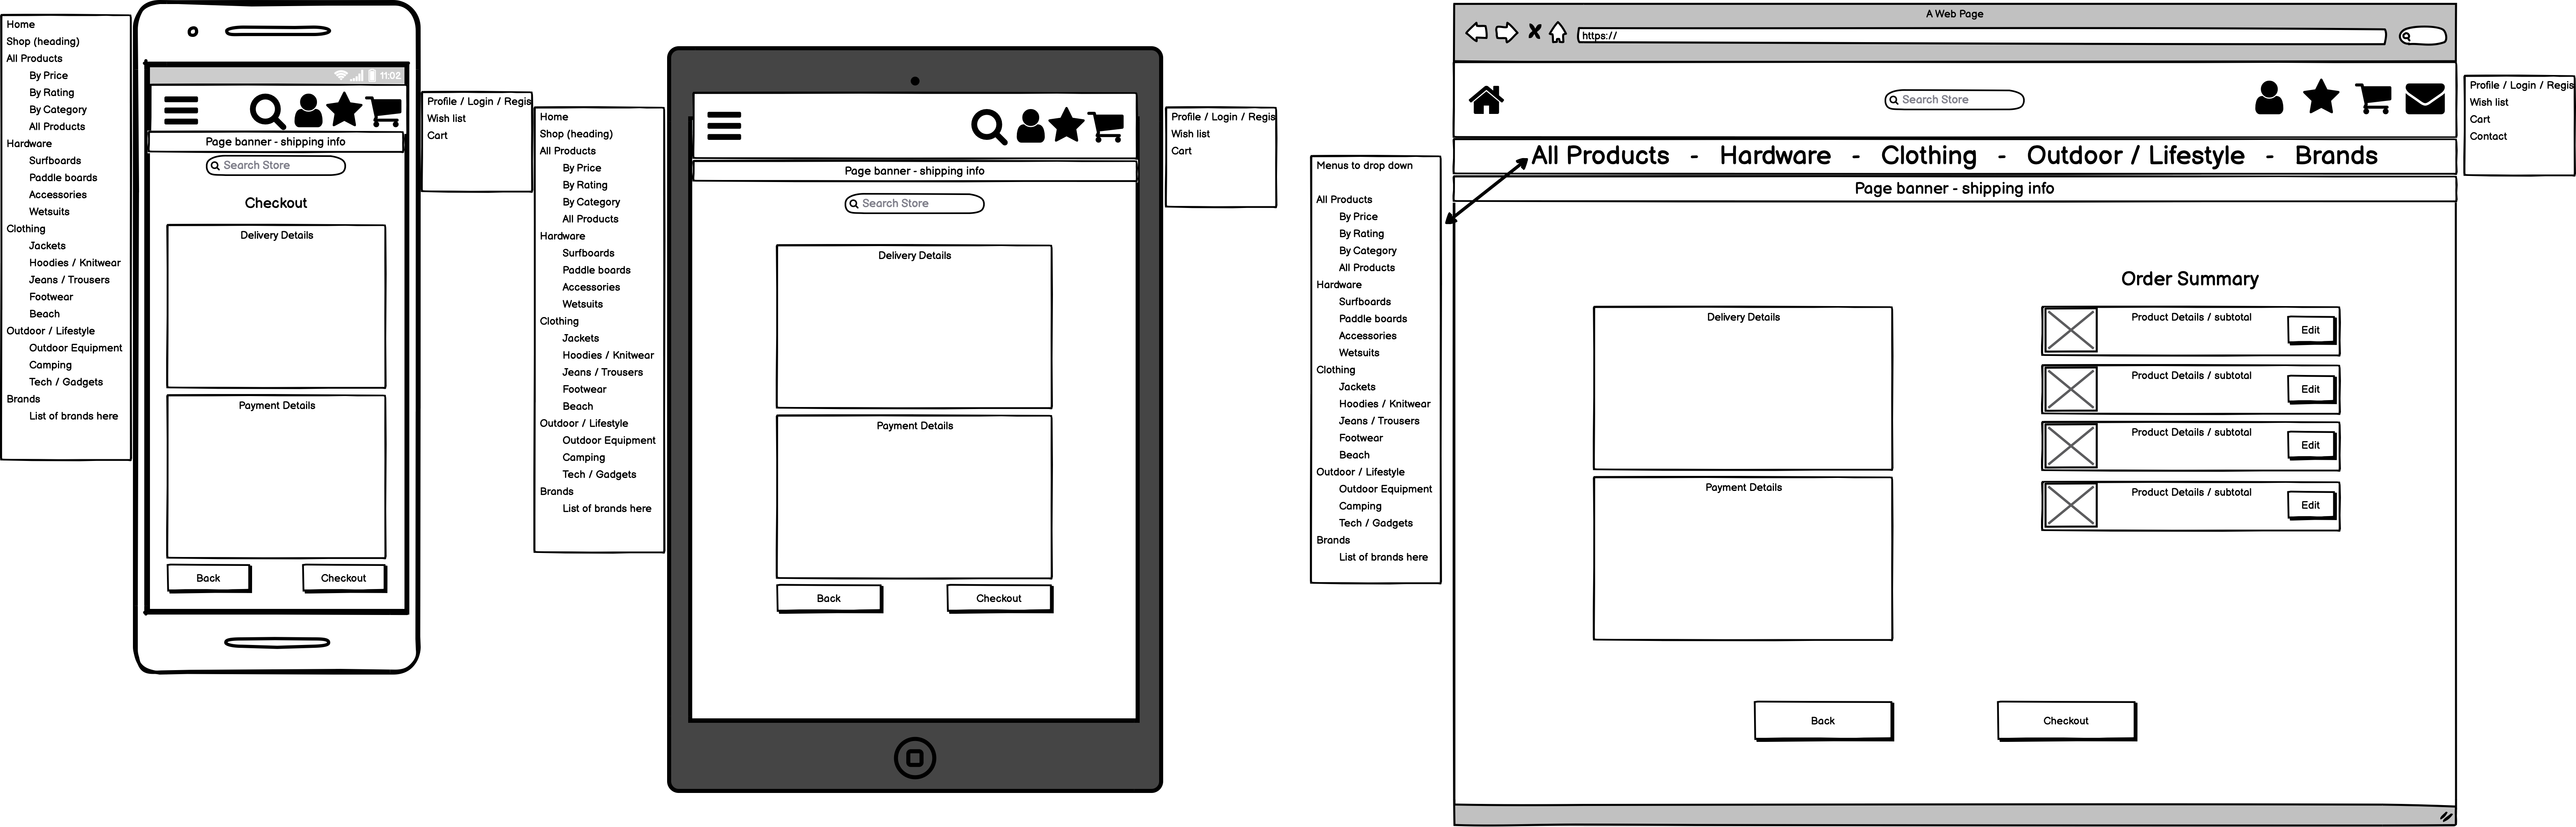 Home
Shop (heading)
All Products
By Price
By Rating
By Category
All Products
Hardware
Surfboards
Paddle boards
Accessories
Wetsuits
Clothing
Jackets
Hoodies / Knitwear
Jeans / Trousers
Footwear
Beach
Outdoor / Lifestyle
Outdoor Equipment
Camping
Tech / Gadgets
Brands
List of brands here
11:02
Page banner - shipping info
Search Store
Checkout
Delivery Details
Payment Details
Back
Checkout
Profile / Login / Regis
Wish list
Cart
Home
Shop (heading)
All Products
By Price
By Rating
By Category
All Products
Hardware
Surfboards
Paddle boards
Accessories
Wetsuits
Clothing
Jackets
Hoodies / Knitwear
Jeans / Trousers
Footwear
Beach
Outdoor / Lifestyle
Outdoor Equipment
Camping
Tech / Gadgets
Brands
List of brands here
Page banner - shipping info
Search Store
Delivery Details
Payment Details
Back
Checkout
Profile / Login / Regis
Wish list
Cart
Menus to drop down
All Products
By Price
By Rating
By Category
All Products
Hardware
Surfboards
Paddle boards
Accessories
Wetsuits
Clothing
Jackets
Hoodies / Knitwear
Jeans / Trousers
Footwear
Beach
Outdoor / Lifestyle
Outdoor Equipment
Camping
Tech / Gadgets
Brands
List of brands here
A Web Page
https://
Search Store
All Products - Hardware - Clothing - Outdoor / Lifestyle - Brands
Page banner - shipping info
Delivery Details
Payment Details
Order Summary
Product Details / subtotal
Edit
Product Details / subtotal
Edit
Product Details / subtotal
Edit
Product Details / subtotal
Edit
Back
Checkout
Profile / Login / Regis
Wish list
Cart
Contact